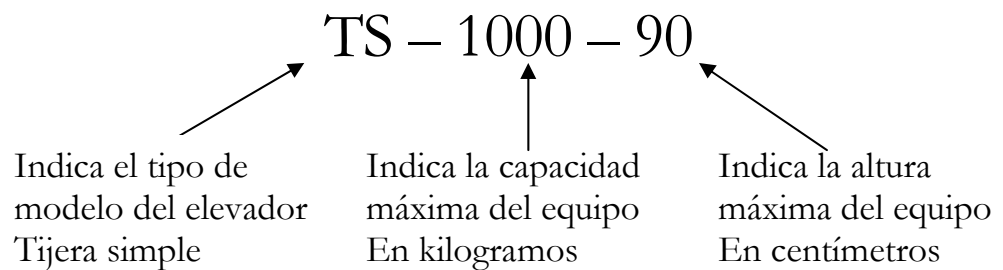 TS – 1000 – 90
Indica el tipo de
modelo del elevador
Tijera simple
Indica la capacidad
máxima del equipo
En kilogramos
Indica la altura
máxima del equipo
En centímetros